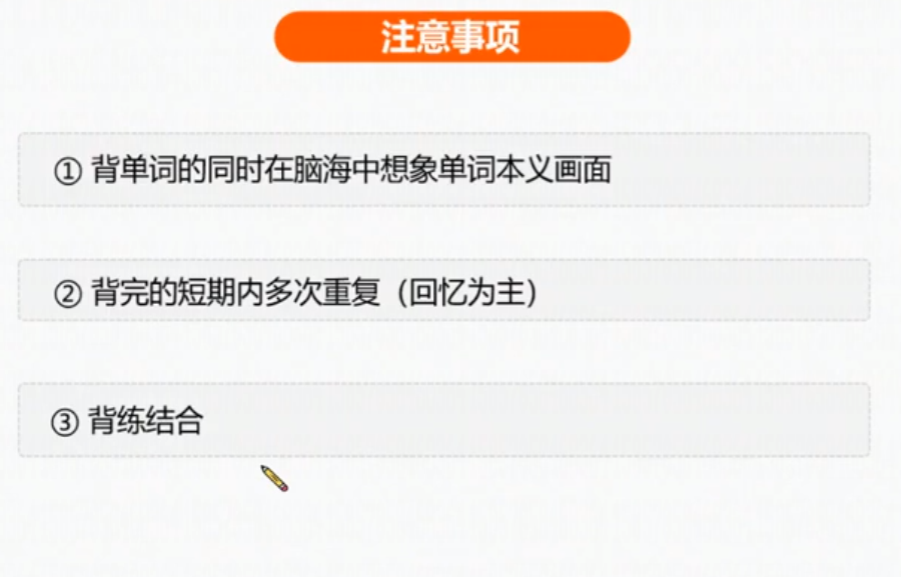 注意事项
① 背单词的同时在脑海中想象单词本义画面
② 背完的短期内多次重复（回忆为主）
③ 背练结合